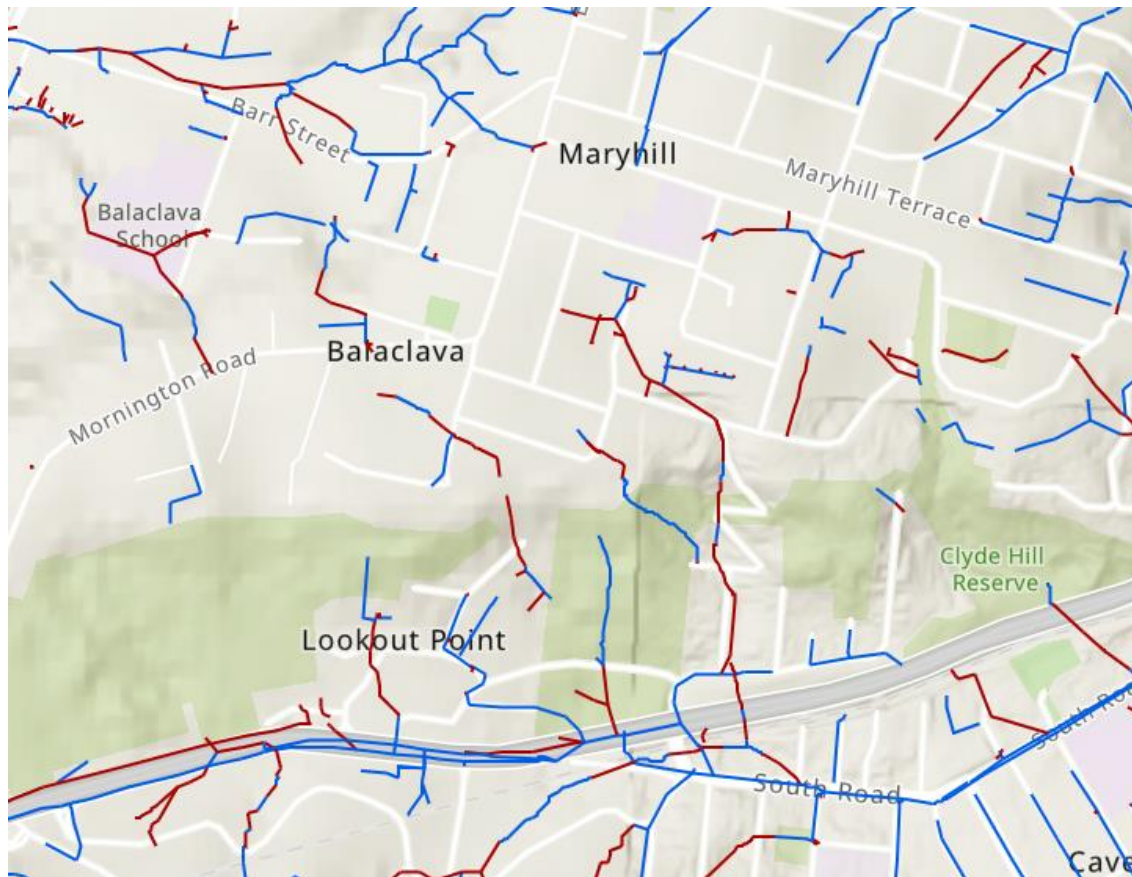 Barr Street
Maryhill
Maryhill Terrace
Balaclava
School
Balaclava
Mornington Road
Clyde Hill
Reserve
Lookout Point
South Roa
South Road
Cave